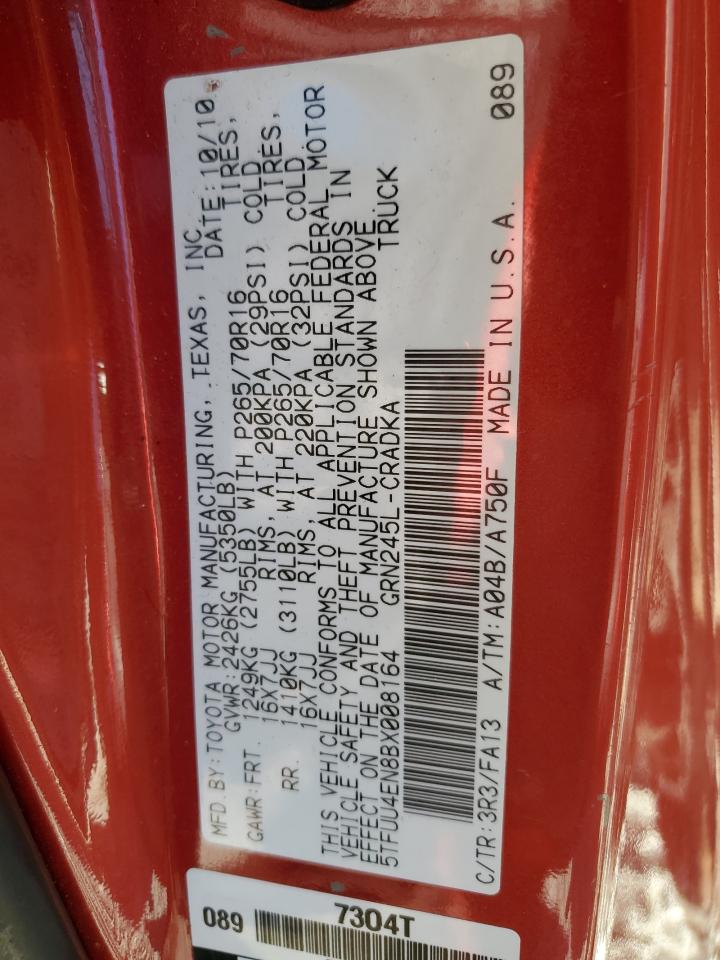 MFD.BY:TOYOTA MOTOR MANUFACTURING, TEXAS, INC.
GVWR:2426KG (5350LB) DATE:10/10
GAWR:FRT. 1249KG (2755LB) WITH P265/70R16 TIRES,
16X7JJ RIMS, AT 200KPA (29PSI) COLD
RR. 1410KG (3110LB) WITH P265/70R16 TIRES,
16X7JJ RIMS, AT 220KPA (32PSI) COLD
THIS VEHICLE CONFORMS TO ALL APPLICABLE FEDERAL MOTOR
VEHICLE SAFETY AND THEFT PREVENTION STANDARDS IN
EFFECT ON THE DATE OF MANUFACTURE SHOWN ABOVE.
5TFUU4EN8BX008164 GRN245L-CRADKA TRUCK
C/TR:3R3/FA13 A/TM:A04B/A750F MADE IN U.S.A. 089
089 7304T